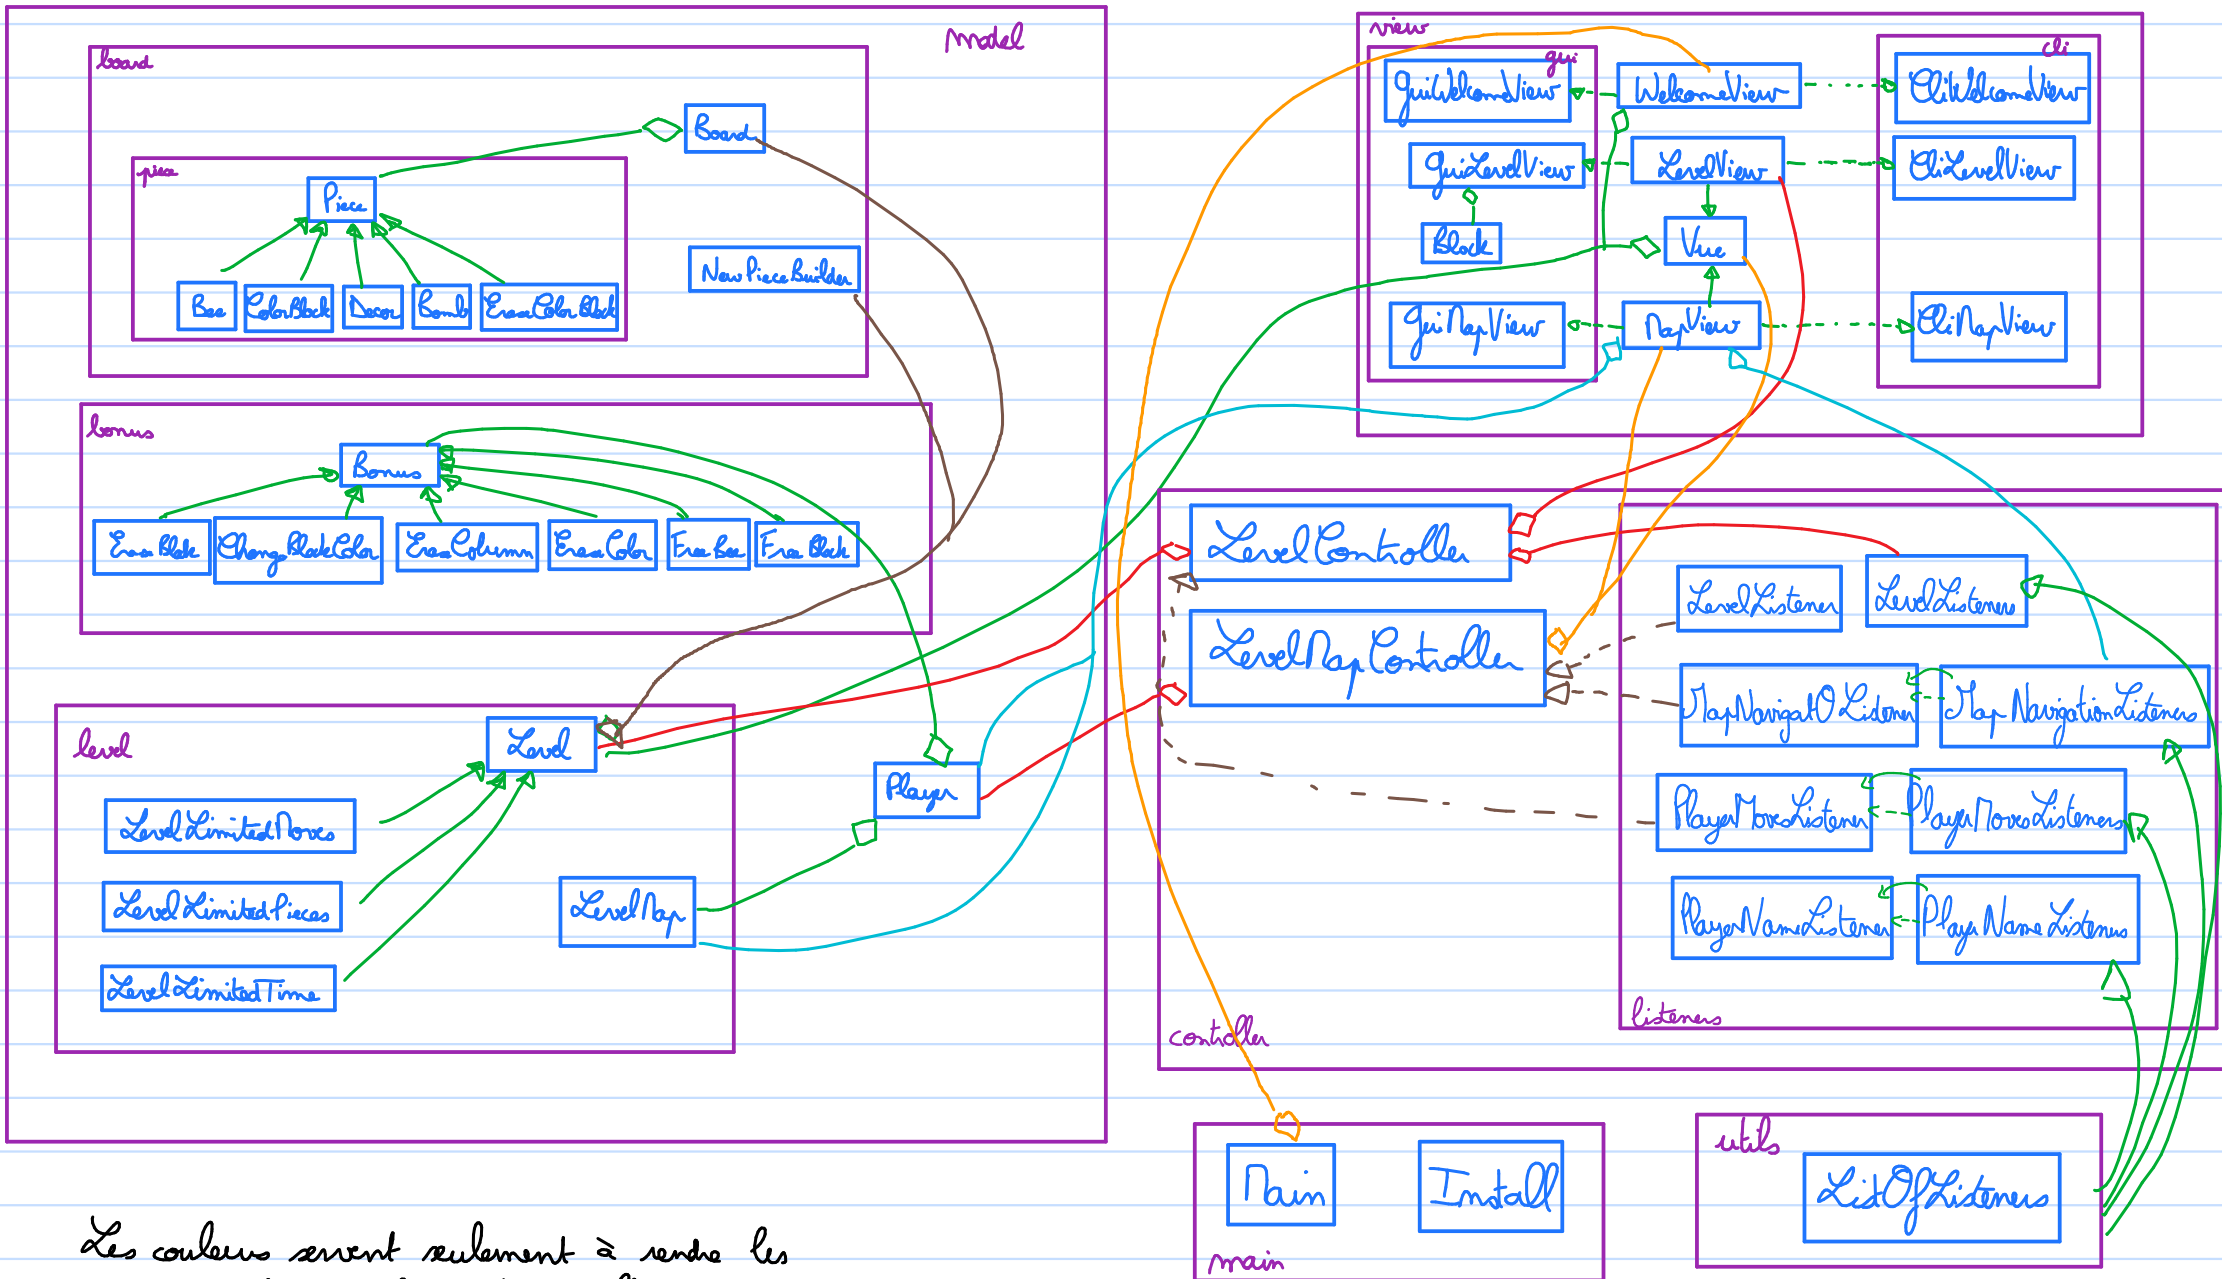 model
board
Board
piece
Piece
Bee
ColorBlock
Decor
Bomb
EraseColorBlock
NewPieceBuilder
bonus
Bonus
EraseBlock
ChangeBlockColor
EraseColumn
EraseColor
FreeBee
FreeBlock
level
Level
LevelLimitedMoves
LevelLimitedPieces
LevelLimitedTime
LevelMap
Player
view
gui
GuiWelcomeView
GuiLevelView
Block
GuiMapView
WelcomeView
LevelView
Vue
MapView
cli
CliWelcomeView
CliLevelView
CliMapView
controller
LevelController
LevelMapController
listeners
LevelListener
LevelListeners
MapNavigatOListener
MapNavigationListeners
PlayerMovesListener
PlayerMovesListeners
PlayerNameListener
PlayerNameListeners
main
Main
Install
utils
ListOfListeners
Les couleurs servent seulement à rendre les